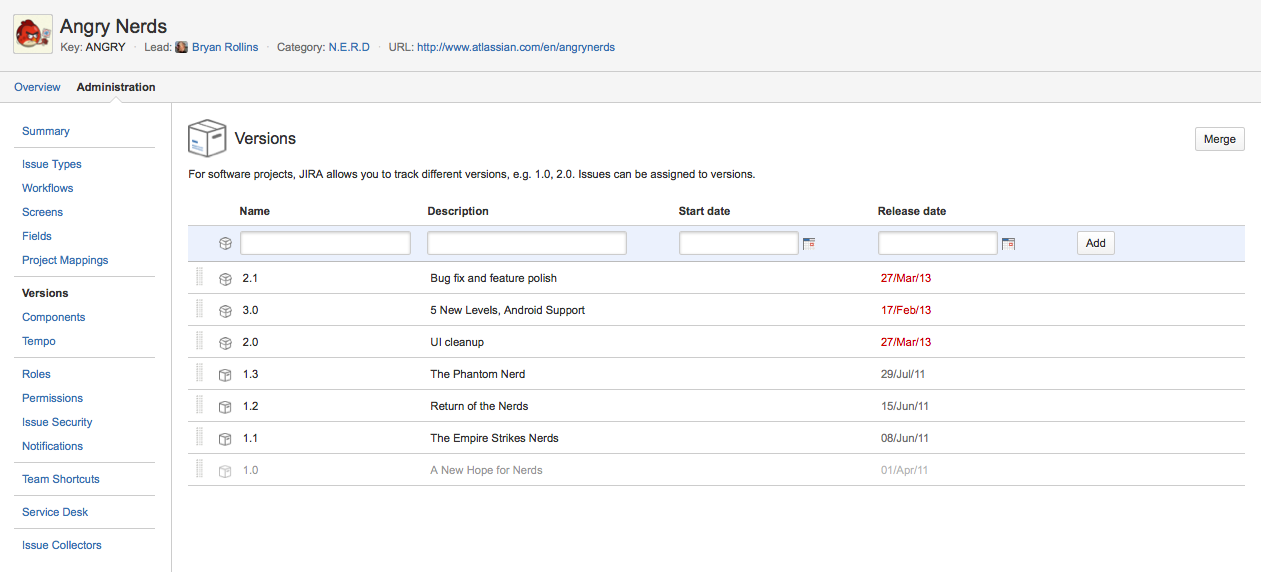 Angry Nerds
Key: ANGRY · Lead: Bryan Rollins · Category: N.E.R.D · URL: http://www.atlassian.com/en/angrynerds
Overview Administration
Summary
Issue Types
Workflows
Screens
Fields
Project Mappings
Versions
Components
Tempo
Roles
Permissions
Issue Security
Notifications
Team Shortcuts
Service Desk
Issue Collectors
Versions
Merge
For software projects, JIRA allows you to track different versions, e.g. 1.0, 2.0. Issues can be assigned to versions.
Name Description Start date Release date
Add
2.1 Bug fix and feature polish 27/Mar/13
3.0 5 New Levels, Android Support 17/Feb/13
2.0 UI cleanup 27/Mar/13
1.3 The Phantom Nerd 29/Jul/11
1.2 Return of the Nerds 15/Jun/11
1.1 The Empire Strikes Nerds 08/Jun/11
1.0 A New Hope for Nerds 01/Apr/11